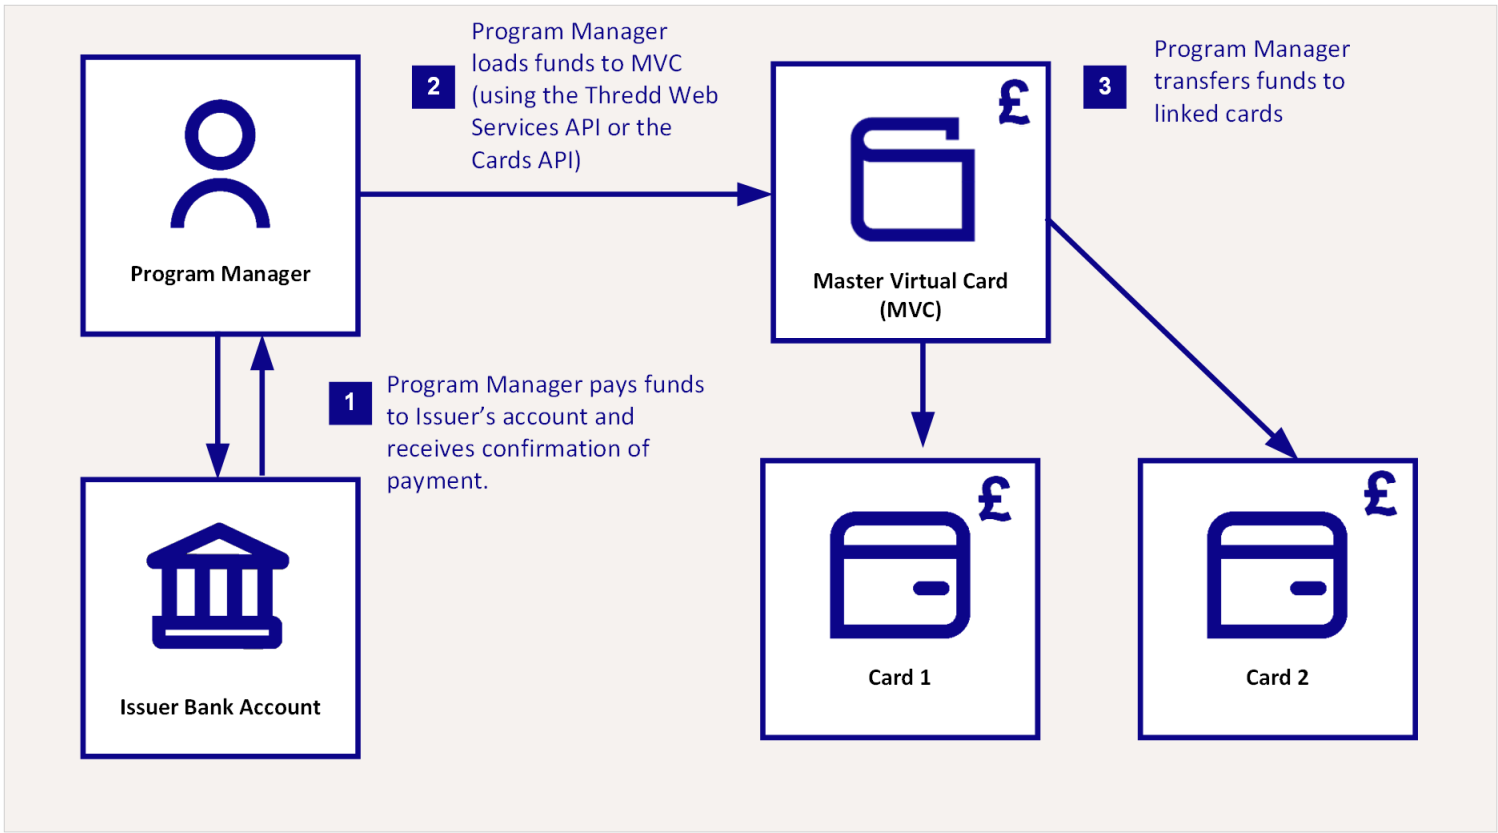 Program Manager
2
Program Manager
loads funds to MVC
(using the Thredd Web
Services API or the
Cards API)
£
Master Virtual Card
(MVC)
3
Program Manager
transfers funds to
linked cards
1
Program Manager pays funds
to Issuer’s account and
receives confirmation of
payment.
Issuer Bank Account
£
Card 1
£
Card 2